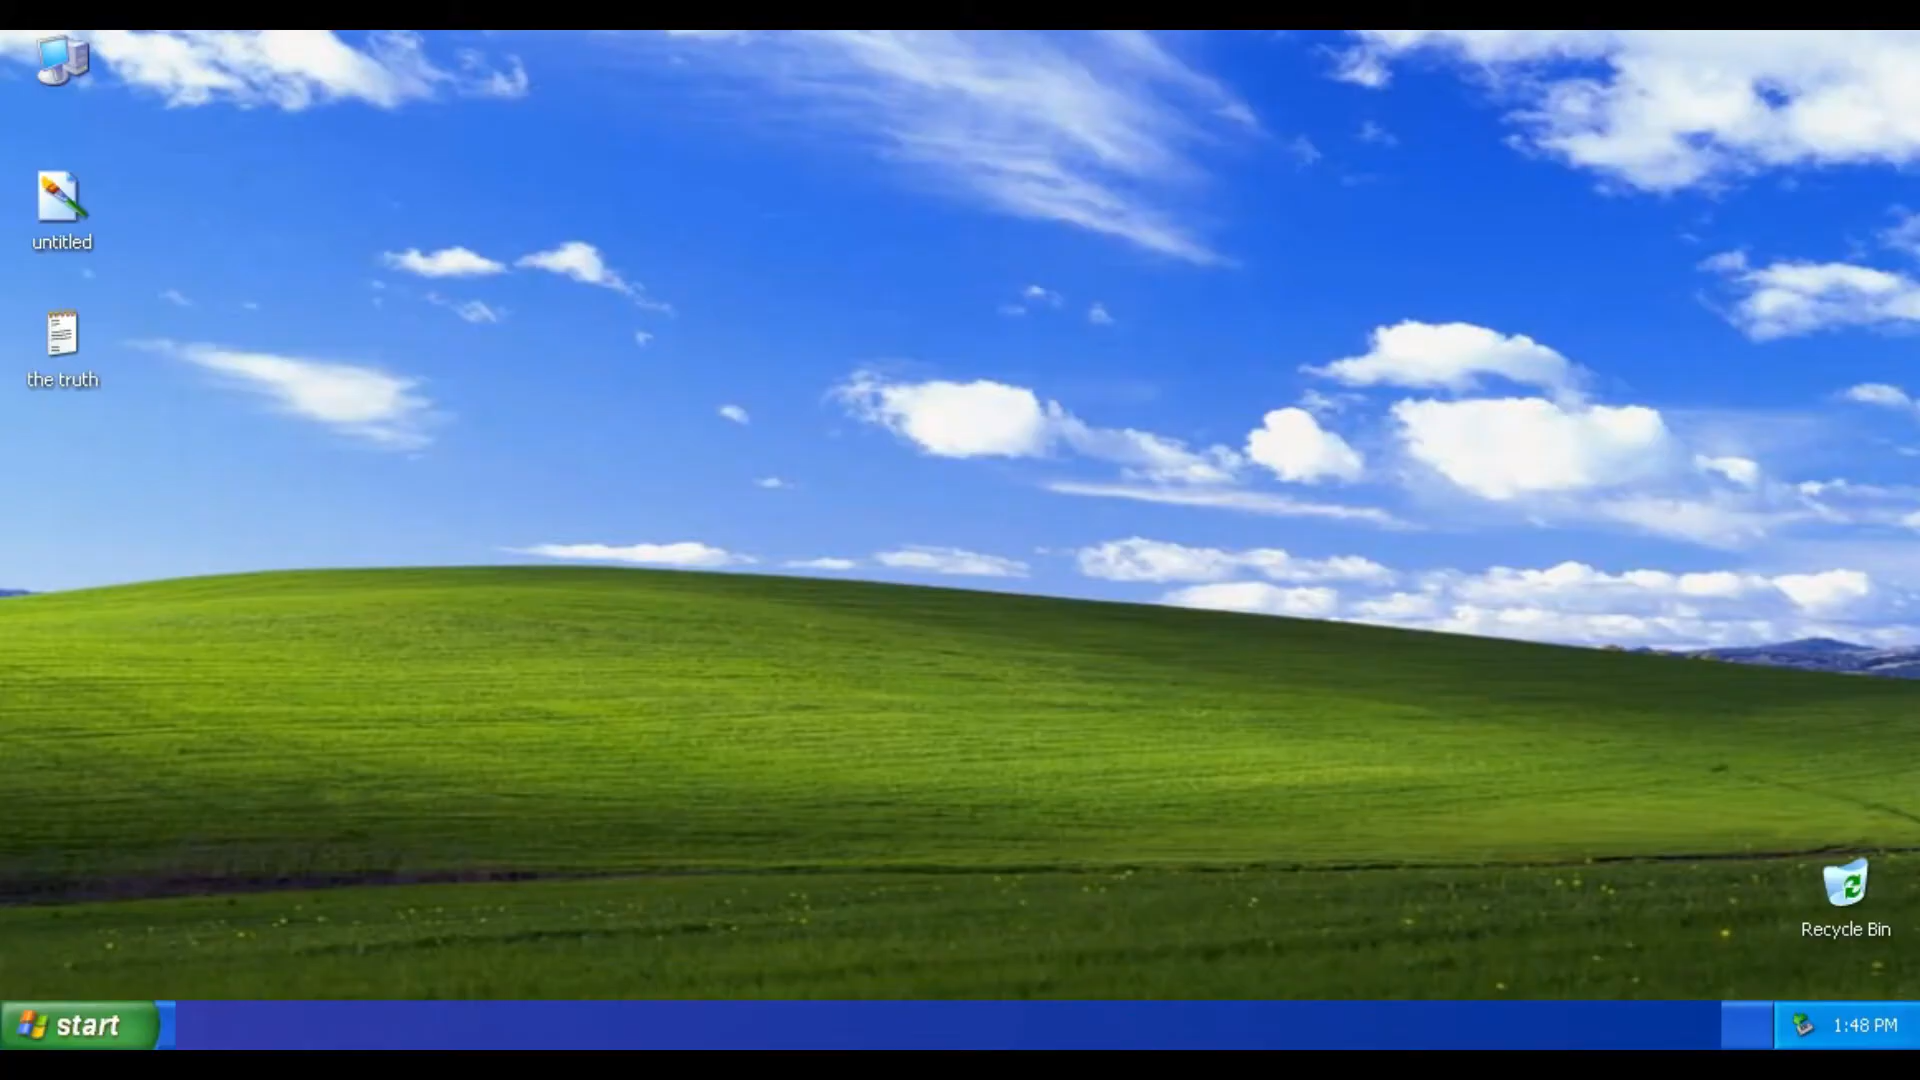 untitled
the truth
Recycle Bin
start
1:48 PM